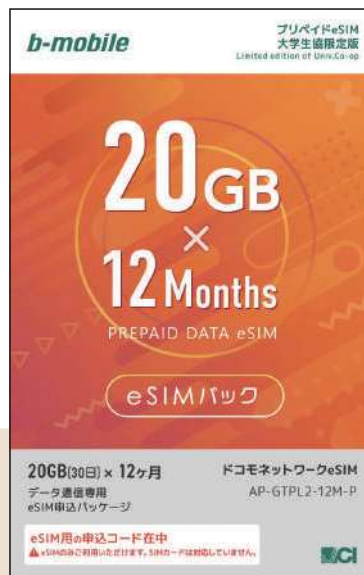 b-mobile
プリペイドeSIM
大学生協限定版
Limited edition of Univ.Co-op
20GB
×
12 Months
PREPAID DATA eSIM
eSIMパック
20GB(30日) × 12ヶ月
データ通信専用
eSIM申込パッケージ
ドコモネットワークeSIM
AP-GTPL2-12M-P
eSIM用の申込コード在中
eSIMのみご利用いただけます。SIMカードは対応していません。
CI